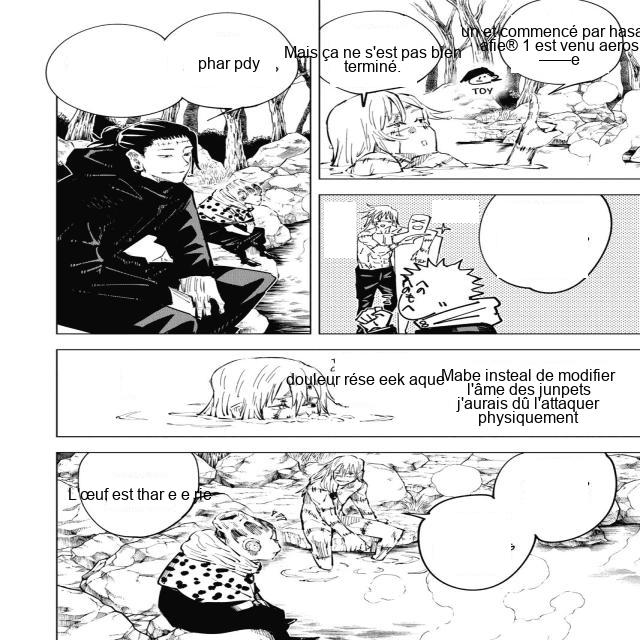 phar pdy
Mais ça ne s'est pas bien
terminé.
un et commencé par hasa
afie® 1 est venu aeros
——e
TOY
douleur rése eek aque
Mabe insteal de modifier
l'âme des junpets
j'aurais dû l'attaquer
physiquement
L œuf est thar e e rie